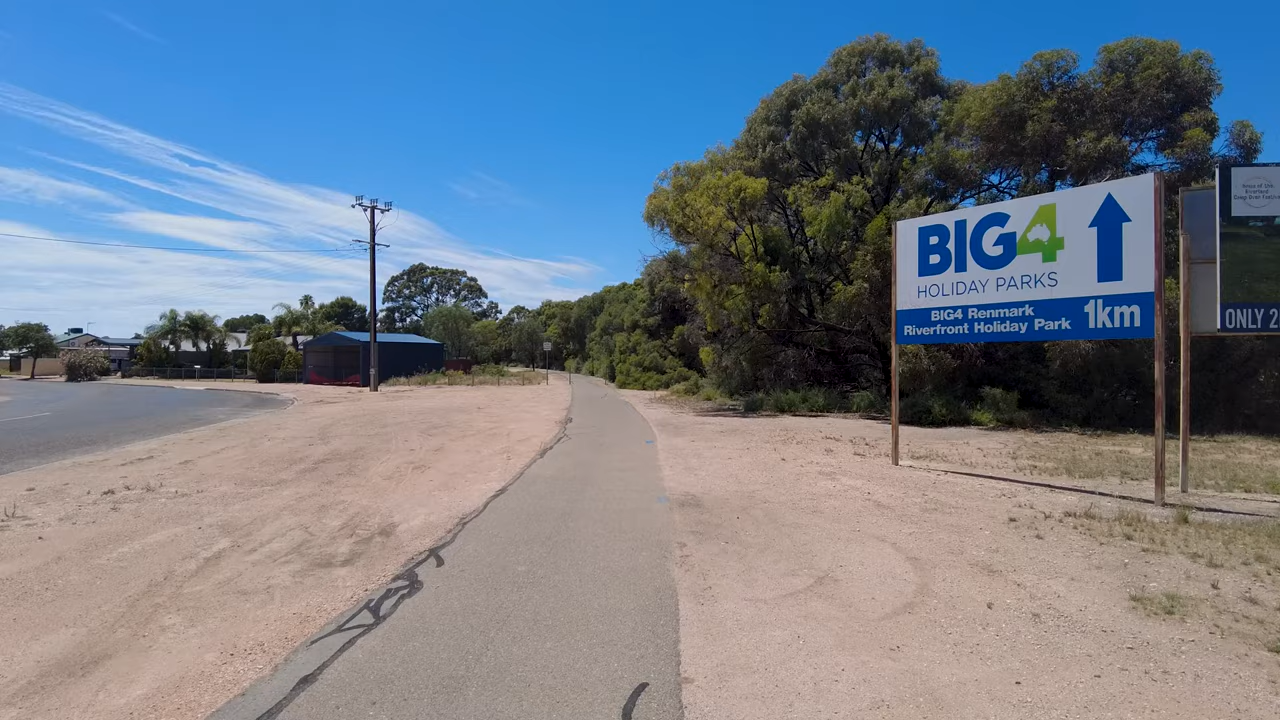 BIG4
HOLIDAY PARKS
BIG4 Renmark
Riverfront Holiday Park
1km
ONLY 2